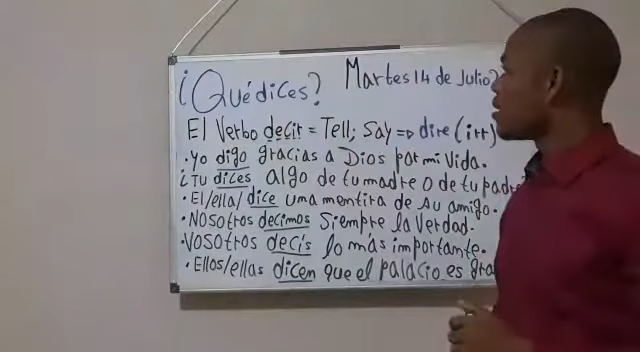 ¿Qué dices? Martes 14 de Julio
El Verbo decir = Tell; Say => dire (irr)
• Yo digo gracias a Dios por mi vida.
¿Tu dices algo de tu madre o de tu padre
• El/ella/ dice una mentira de su amigo.
• Nosotros decimos siempre la verdad.
• Vosotros decís lo más importante.
• Ellos/ellas dicen que el palacio es